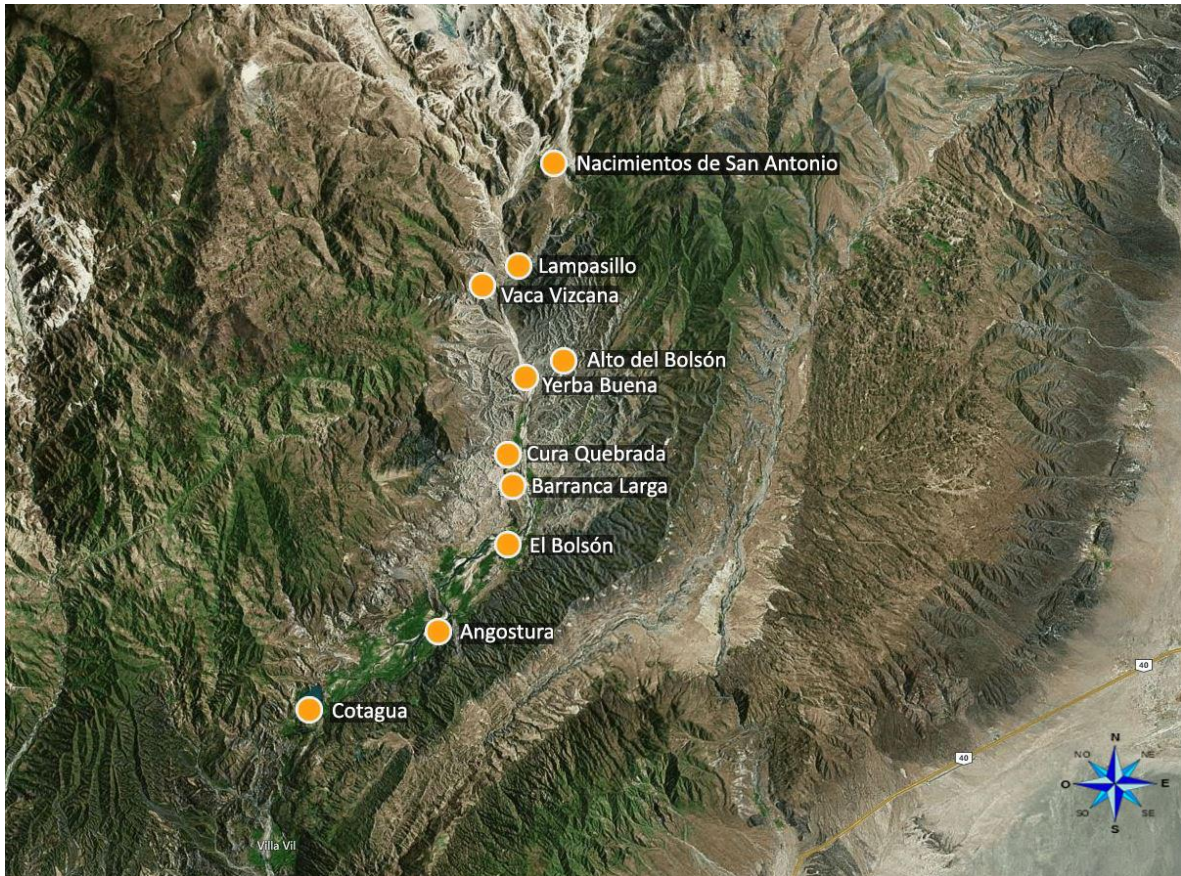 Nacimientos de San Antonio
Lampasillo
Vaca Vizcana
Alto del Bolsón
Yerba Buena
Cura Quebrada
Barranca Larga
El Bolsón
Angostura
40
Cotagua
N
NO
NE
40
O
E
SO
SE
S
Villa Vil